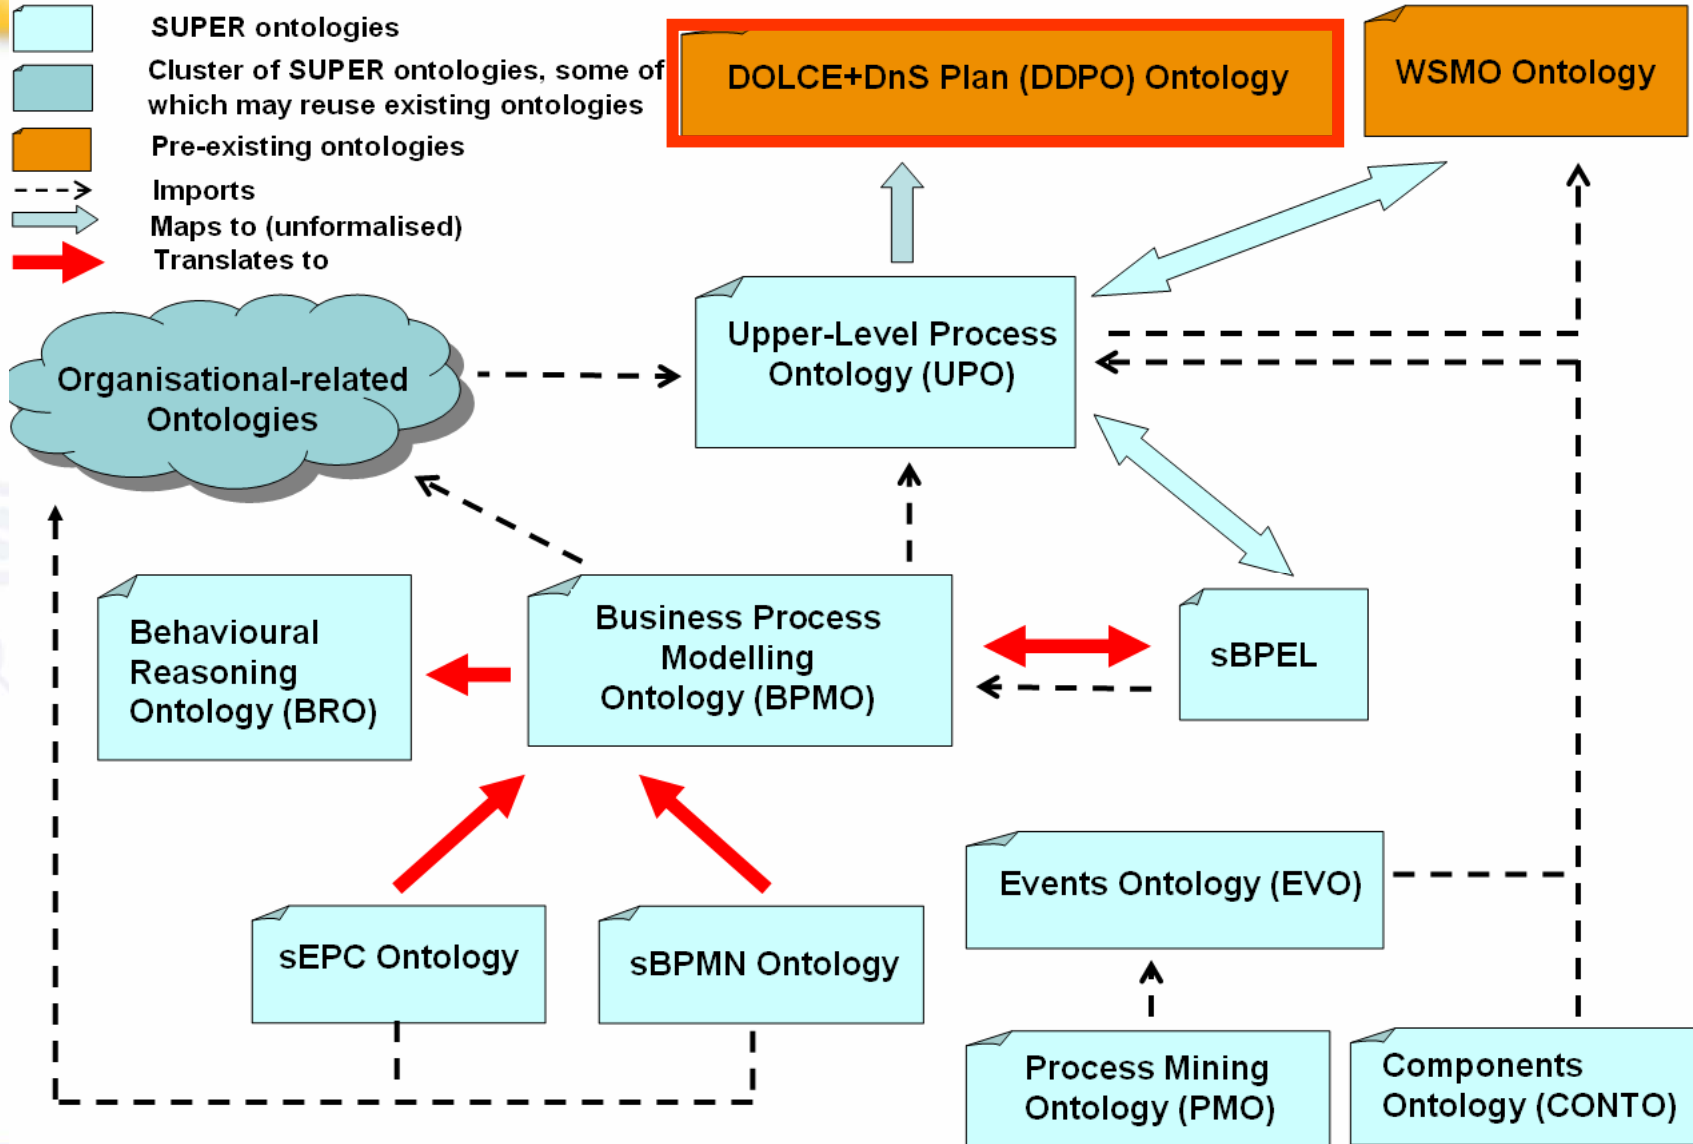 SUPER ontologies
Cluster of SUPER ontologies, some of
which may reuse existing ontologies
Pre-existing ontologies
Imports
Maps to (unformalised)
Translates to
DOLCE+DnS Plan (DDPO) Ontology
WSMO Ontology
Upper-Level Process
Ontology (UPO)
Organisational-related
Ontologies
Behavioural
Reasoning
Ontology (BRO)
Business Process
Modelling
Ontology (BPMO)
sBPEL
Events Ontology (EVO)
sEPC Ontology
sBPMN Ontology
Process Mining
Ontology (PMO)
Components
Ontology (CONTO)